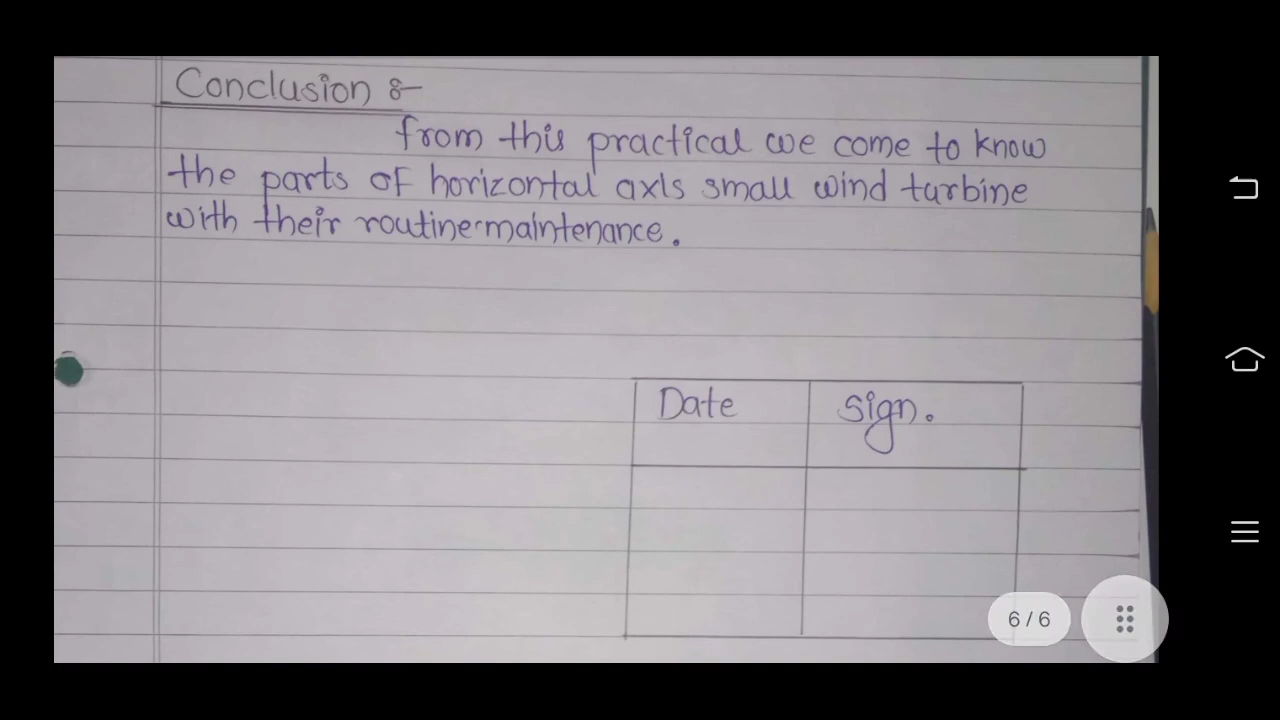 Conclusion :-
from this practical we come to know
the parts of horizontal axis small wind turbine
with their routine maintenance.
Date
Sign.
6 / 6